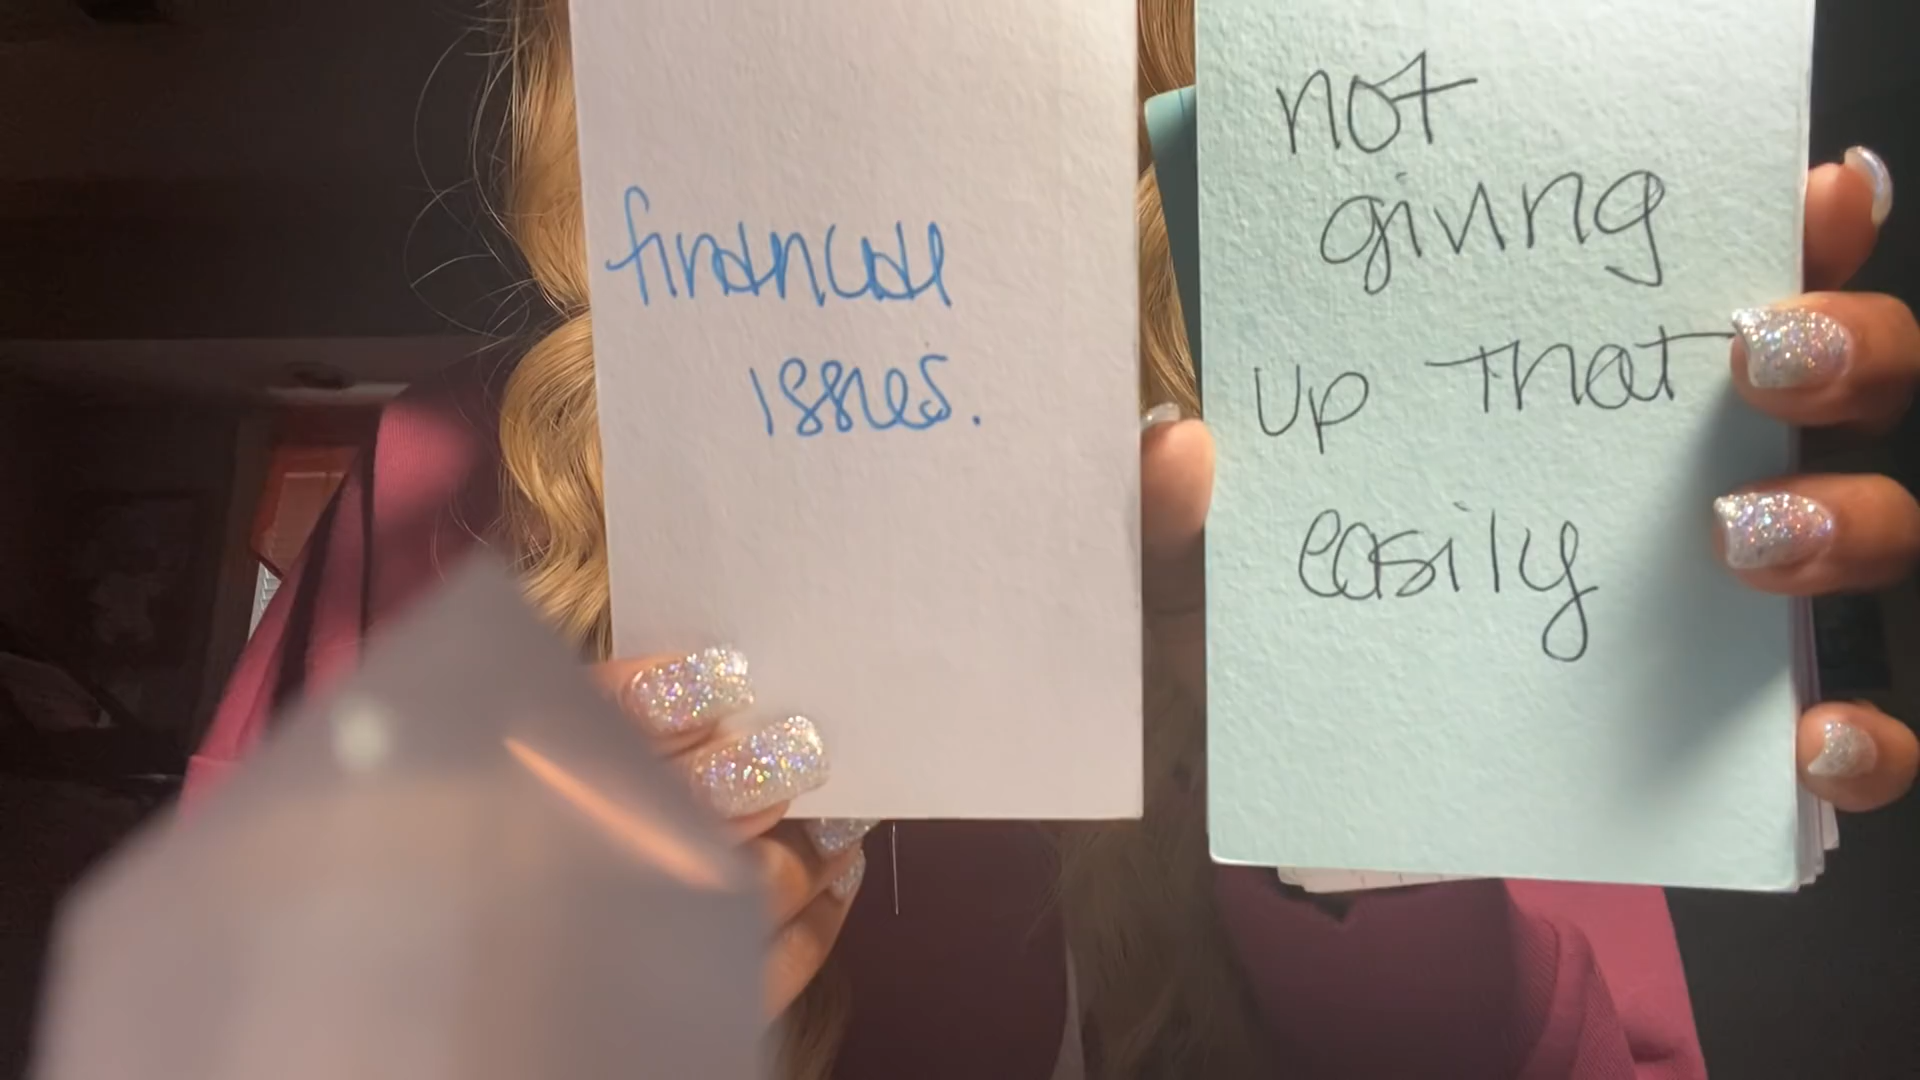 financial
issues.
not
giving
up that
easily